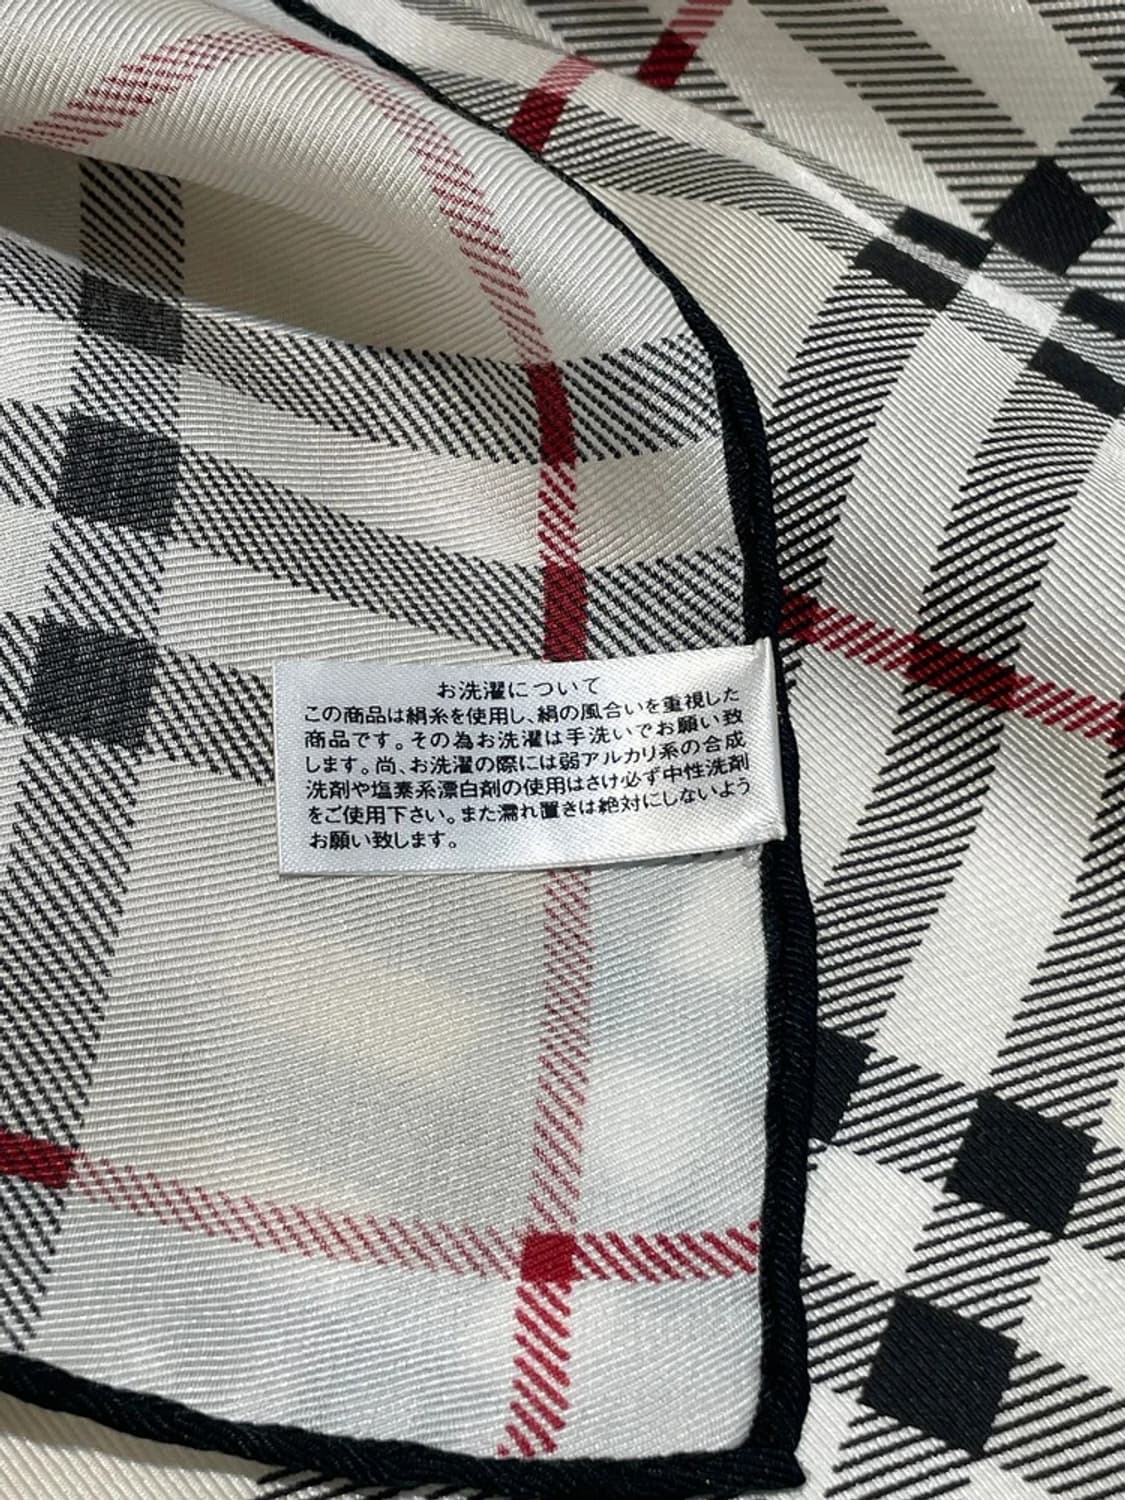 お洗濯について
この商品は絹糸を使用し、絹の風合いを重視した
商品です。その為お洗濯は手洗いでお願い致
します。尚、お洗濯の際には弱アルカリ系の合成
洗剤や塩素系漂白剤の使用はさけ必ず中性洗剤
をご使用下さい。また濡れ置きは絶対にしないよう
お願い致します。